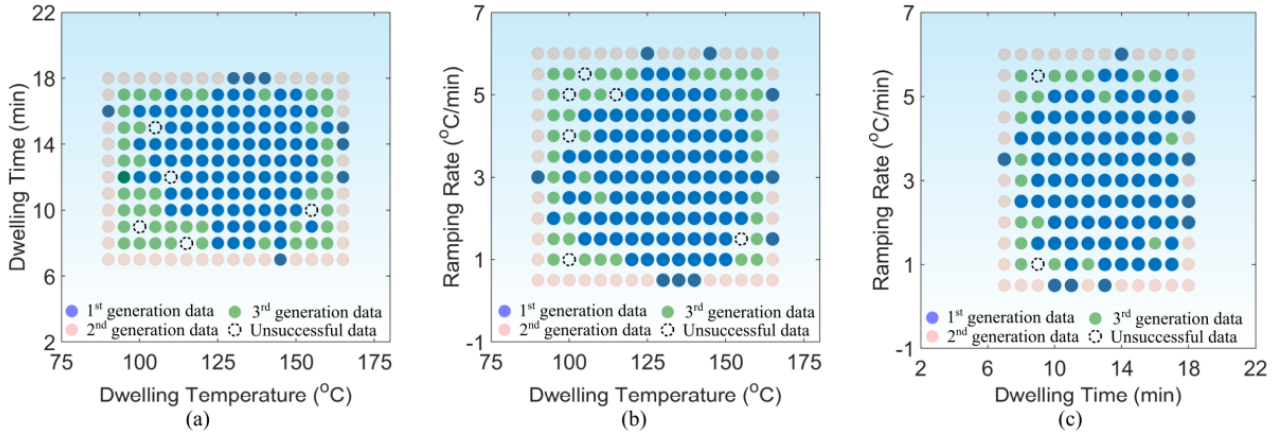 22
18
14
10
6
2
Dwelling Time (min)
75 100 125 150 175
Dwelling Temperature (°C)
1st generation data
3rd generation data
2nd generation data
Unsuccessful data
(a)
7
5
3
1
-1
Ramping Rate (°C/min)
75 100 125 150 175
Dwelling Temperature (°C)
1st generation data
3rd generation data
2nd generation data
Unsuccessful data
(b)
7
5
3
1
-1
Ramping Rate (°C/min)
2 6 10 14 18 22
Dwelling Time (min)
1st generation data
3rd generation data
2nd generation data
Unsuccessful data
(c)